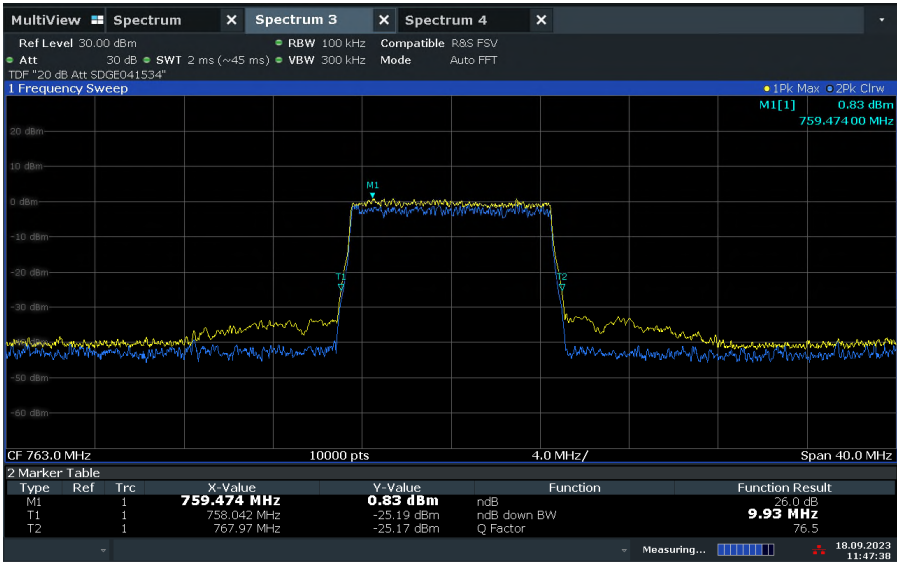 MultiView Spectrum X Spectrum 3 X Spectrum 4 X
Ref Level 30.00 dBm RBW 100 kHz Compatible R&S FSV
Att 30 dB SWT 2 ms (~45 ms) VBW 300 kHz Mode Auto FFT
TDF "20 dB Att SDGE041534"
1 Frequency Sweep 1Pk Max 2Pk Clrw
M1[1] 0.83 dBm
759.474 00 MHz
20 dBm
10 dBm
M1
0 dBm
-10 dBm
-20 dBm
T1 T2
-30 dBm
-50 dBm
-60 dBm
CF 763.0 MHz 10000 pts 4.0 MHz/ Span 40.0 MHz
2 Marker Table
Type Ref Trc X-Value Y-Value Function Function Result
M1 1 759.474 MHz 0.83 dBm ndB 26.0 dB
T1 1 758.042 MHz -25.19 dBm ndB down BW 9.93 MHz
T2 1 767.97 MHz -25.17 dBm Q Factor 76.5
Measuring... 18.09.2023
11:47:38